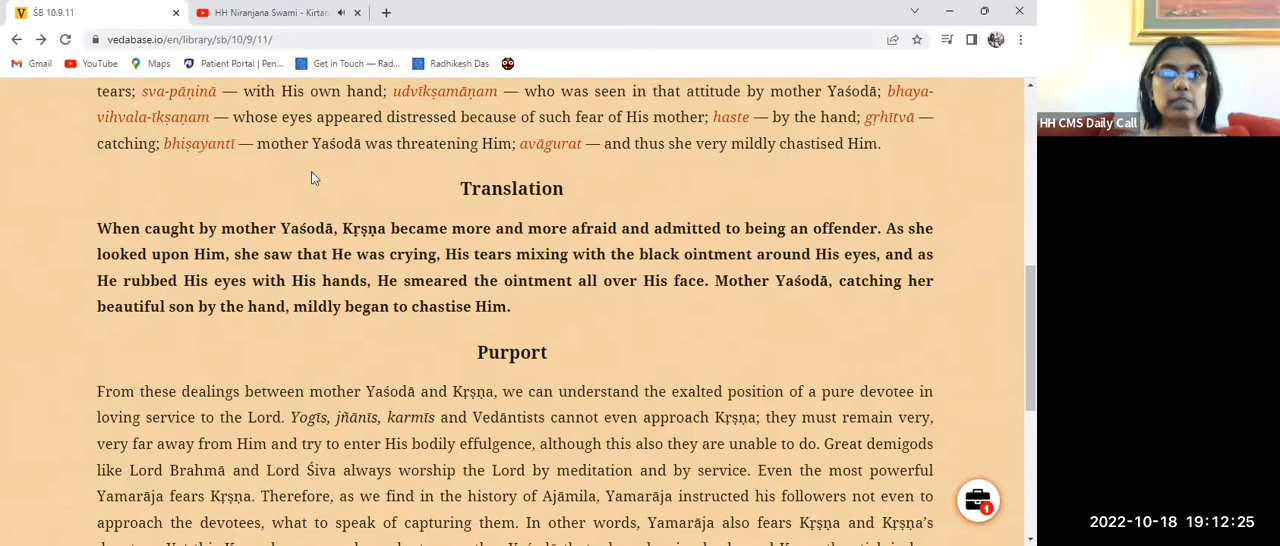 ŚB 10.9.11
HH Niranjana Swami - Kirtan
vedabase.io/en/library/sb/10/9/11/
Gmail YouTube Maps Patient Portal | Pen... Get in Touch — Rad... Radhikesh Das
tears; sva-pāṇinā — with His own hand; udvīkṣamāṇam — who was seen in that attitude by mother Yaśodā; bhaya-
vihvala-īkṣaṇam — whose eyes appeared distressed because of such fear of His mother; haste — by the hand; gṛhītvā —
catching; bhiṣayantī — mother Yaśodā was threatening Him; avāgurat — and thus she very mildly chastised Him.
Translation
When caught by mother Yaśodā, Kṛṣṇa became more and more afraid and admitted to being an offender. As she
looked upon Him, she saw that He was crying, His tears mixing with the black ointment around His eyes, and as
He rubbed His eyes with His hands, He smeared the ointment all over His face. Mother Yaśodā, catching her
beautiful son by the hand, mildly began to chastise Him.
Purport
From these dealings between mother Yaśodā and Kṛṣṇa, we can understand the exalted position of a pure devotee in
loving service to the Lord. Yogīs, jñānīs, karmīs and Vedāntists cannot even approach Kṛṣṇa; they must remain very,
very far away from Him and try to enter His bodily effulgence, although this also they are unable to do. Great demigods
like Lord Brahmā and Lord Śiva always worship the Lord by meditation and by service. Even the most powerful
Yamarāja fears Kṛṣṇa. Therefore, as we find in the history of Ajāmila, Yamarāja instructed his followers not even to
approach the devotees, what to speak of capturing them. In other words, Yamarāja also fears Kṛṣṇa and Kṛṣṇa's
1
HH CMS Daily Call
2022-10-18 19:12:25